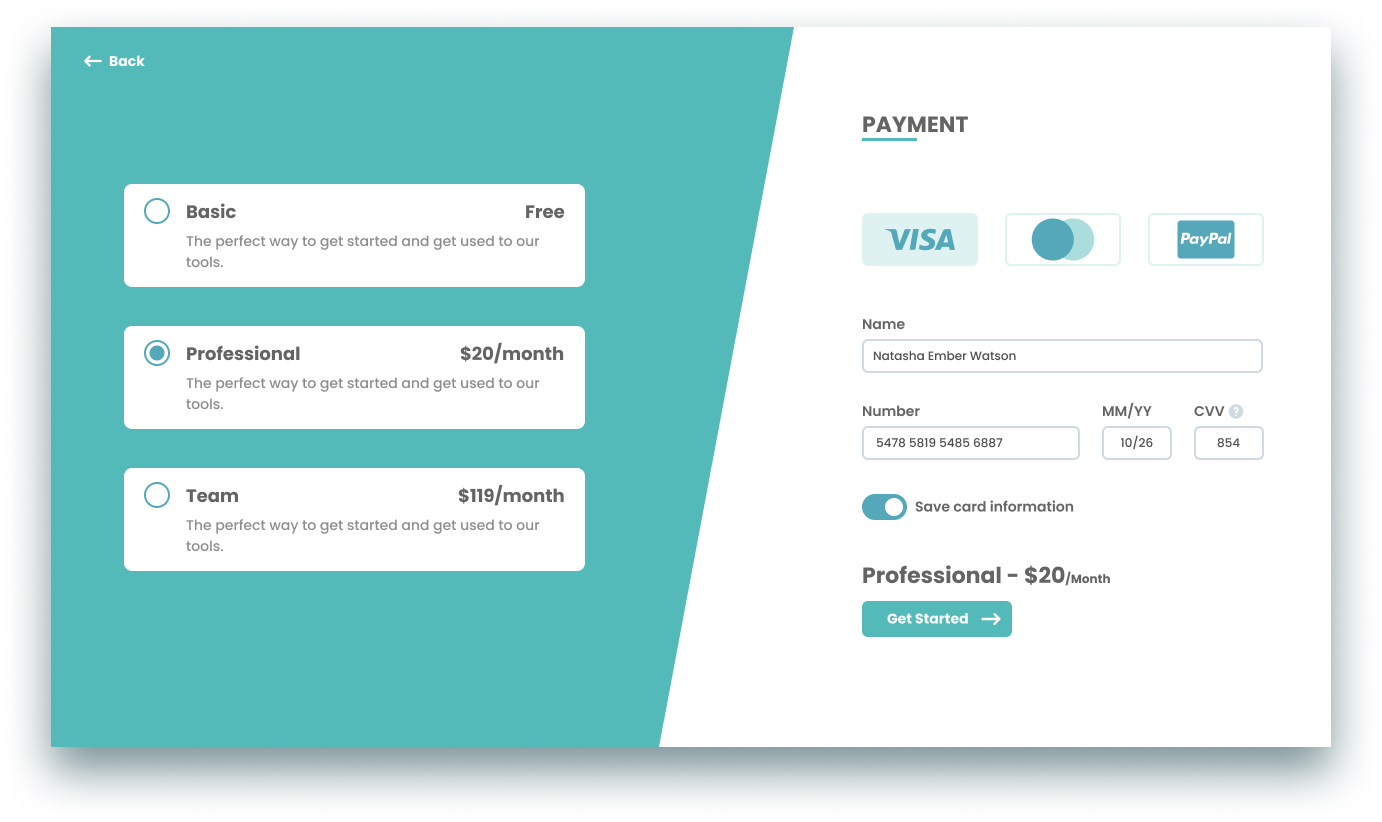 Back
Basic Free
The perfect way to get started and get used to our
tools.
Professional $20/month
The perfect way to get started and get used to our
tools.
Team $119/month
The perfect way to get started and get used to our
tools.
PAYMENT
VISA PayPal
Name
Natasha Ember Watson
Number MM/YY CVV ?
5478 5819 5485 6887 10/26 854
Save card information
Professional - $20/Month
Get Started